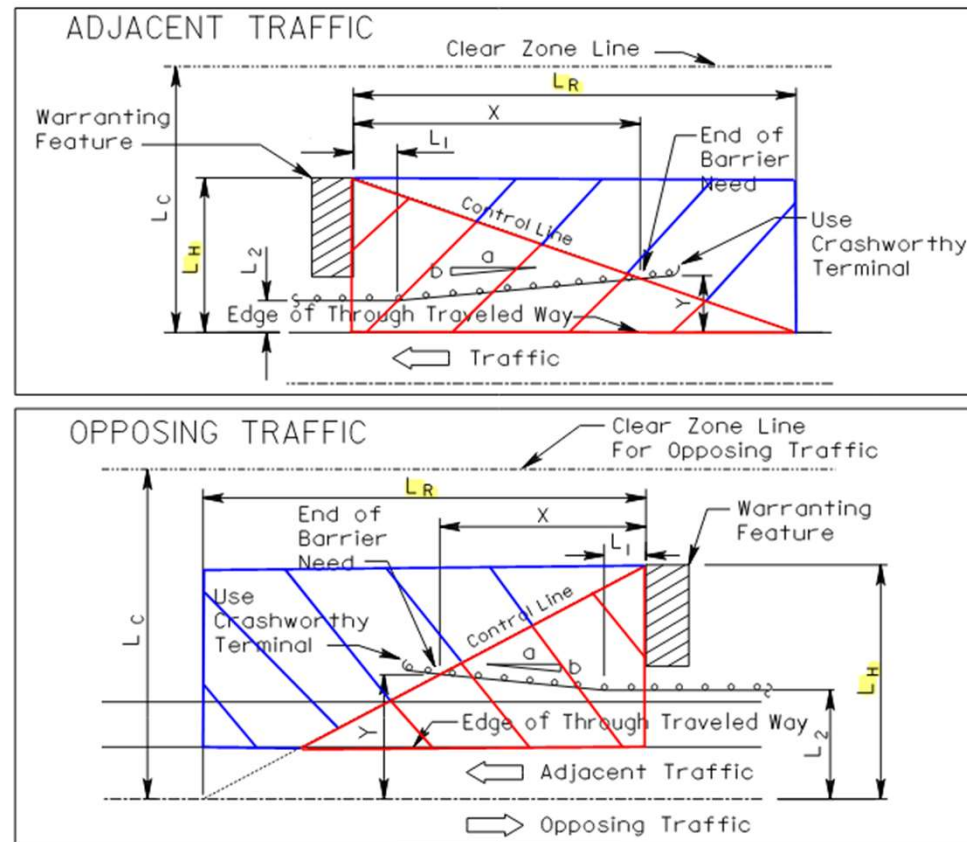 ADJACENT TRAFFIC
Clear Zone Line
LR
X
Warranting
Feature
L1
End of
Barrier
Need
LC
LH
L2
Control Line
Use
Crashworthy
Terminal
a
b
Y
Edge of Through Traveled Way
Traffic
OPPOSING TRAFFIC
Clear Zone Line
For Opposing Traffic
LR
X
End of
Barrier
Need
L1
Warranting
Feature
Use
Crashworthy
Terminal
Control Line
a
b
LC
LH
Y
L2
Edge of Through Traveled Way
Adjacent Traffic
Opposing Traffic